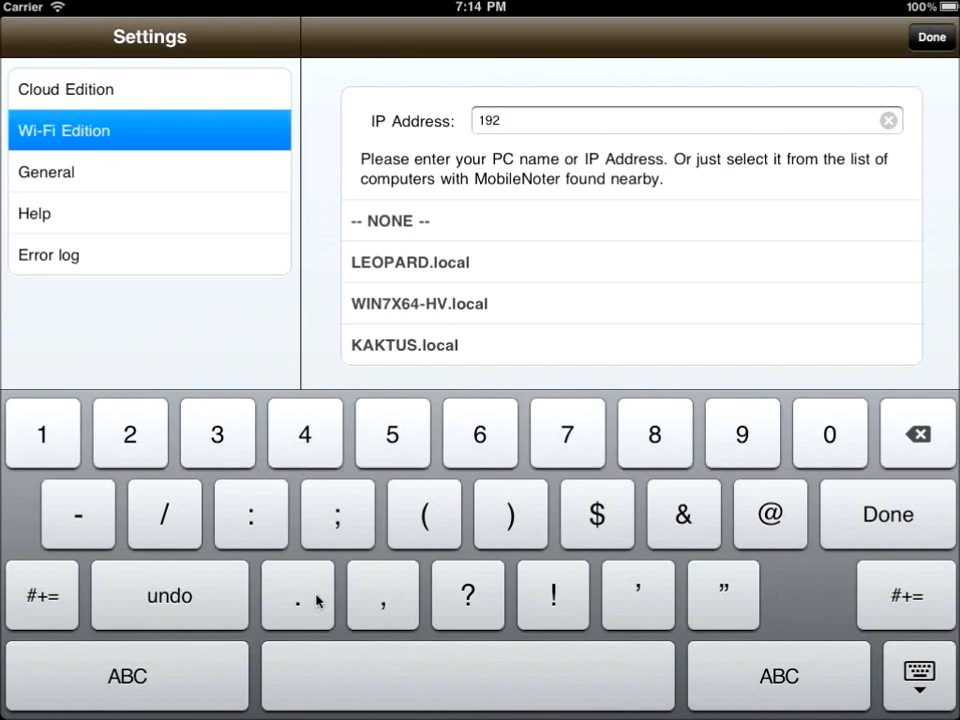 Carrier 7:14 PM 100%
Settings
Done
Cloud Edition
Wi-Fi Edition
General
Help
Error log
IP Address: 192
Please enter your PC name or IP Address. Or just select it from the list of
computers with MobileNoter found nearby.
-- NONE --
LEOPARD.local
WIN7X64-HV.local
KAKTUS.local
1 2 3 4 5 6 7 8 9 0
- / : ; ( ) $ & @ Done
#+= undo . , ? ! ’ ” #+=
ABC ABC